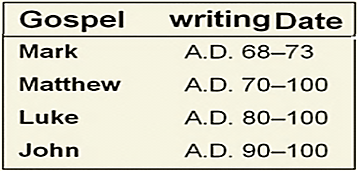 Gospel writing Date
Mark A.D. 68–73
Matthew A.D. 70–100
Luke A.D. 80–100
John A.D. 90–100